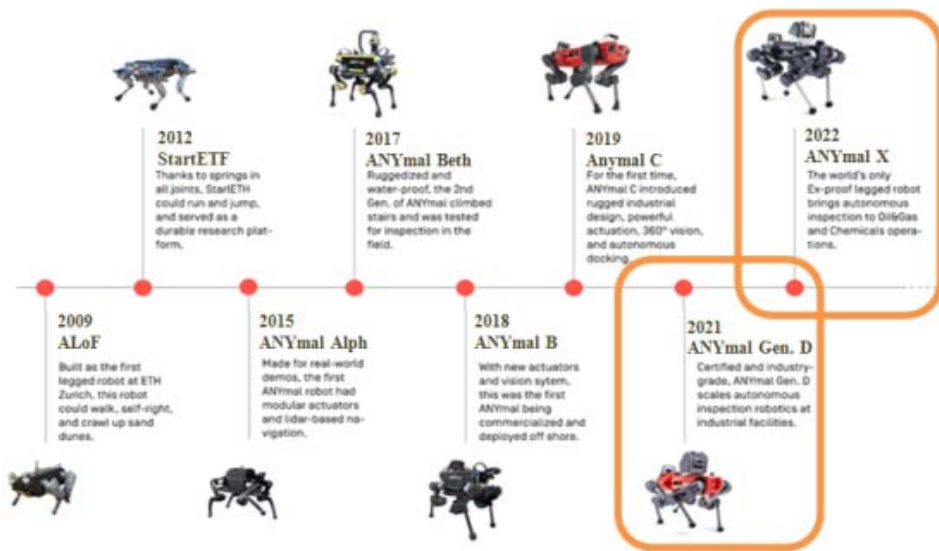 2012
StartETF
Thanks to springs in
all joints, StarlETH
could run and jump,
and served as a
durable research plat-
form.
2017
ANYmal Beth
Ruggedized and
water-proof, the 2nd
Gen. of ANYmal climbed
stairs and was tested
for inspection in the
field.
2019
Anymal C
For the first time,
ANYmal C introduced
rugged industrial
design, powerful
actuation, 360° vision,
and autonomous
docking.
2022
ANYmal X
The world's only
Ex-proof legged robot
brings autonomous
inspection to Oil&Gas
and Chemicals opera-
tions.
2009
ALoF
Built as the first
legged robot at ETH
Zurich, this robot
could walk, self-right,
and crawl up sand
dunes.
2015
ANYmal Alph
Made for real-world
demos, the first
ANYmal robot had
modular actuators
and lidar-based na-
vigation.
2018
ANYmal B
With new actuators
and vision sytem,
this was the first
ANYmal being
commercialized and
deployed off shore.
2021
ANYmal Gen. D
Certified and industry-
grade, ANYmal Gen. D
scales autonomous
inspection robotics at
industrial facilities.